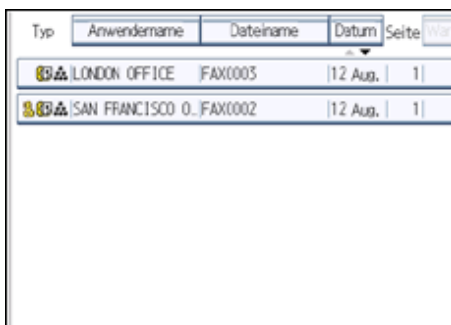 Typ Anwendername Dateiname Datum Seite
LONDON OFFICE FAX0003 12 Aug. 1
SAN FRANCISCO O.. FAX0002 12 Aug. 1